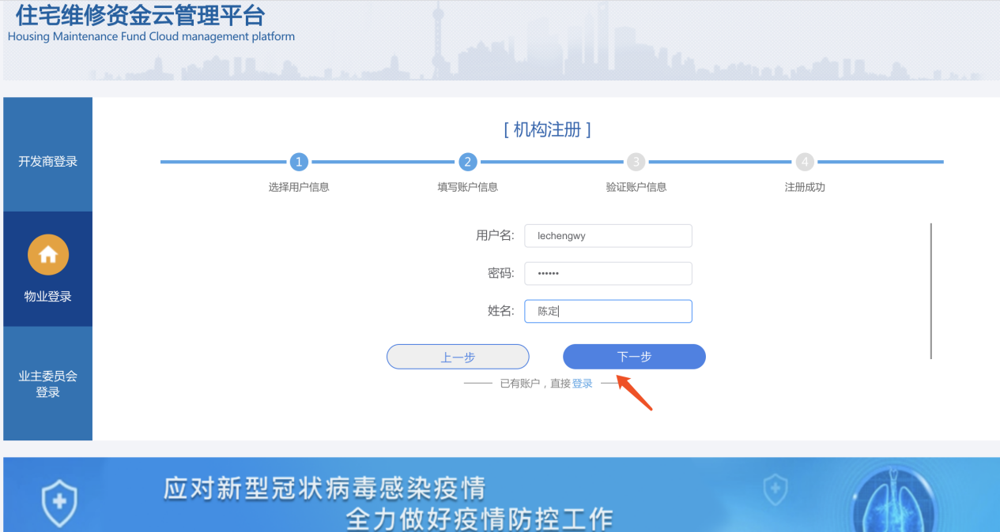 住宅维修资金云管理平台
Housing Maintenance Fund Cloud management platform
开发商登录
物业登录
业主委员会
登录
[ 机构注册 ]
1 2 3 4
选择用户信息 填写账户信息 验证账户信息 注册成功
用户名: lechengwy
密码: ••••••
姓名: 陈定
上一步 下一步
已有账户，直接登录
应对新型冠状病毒感染疫情
全力做好疫情防控工作